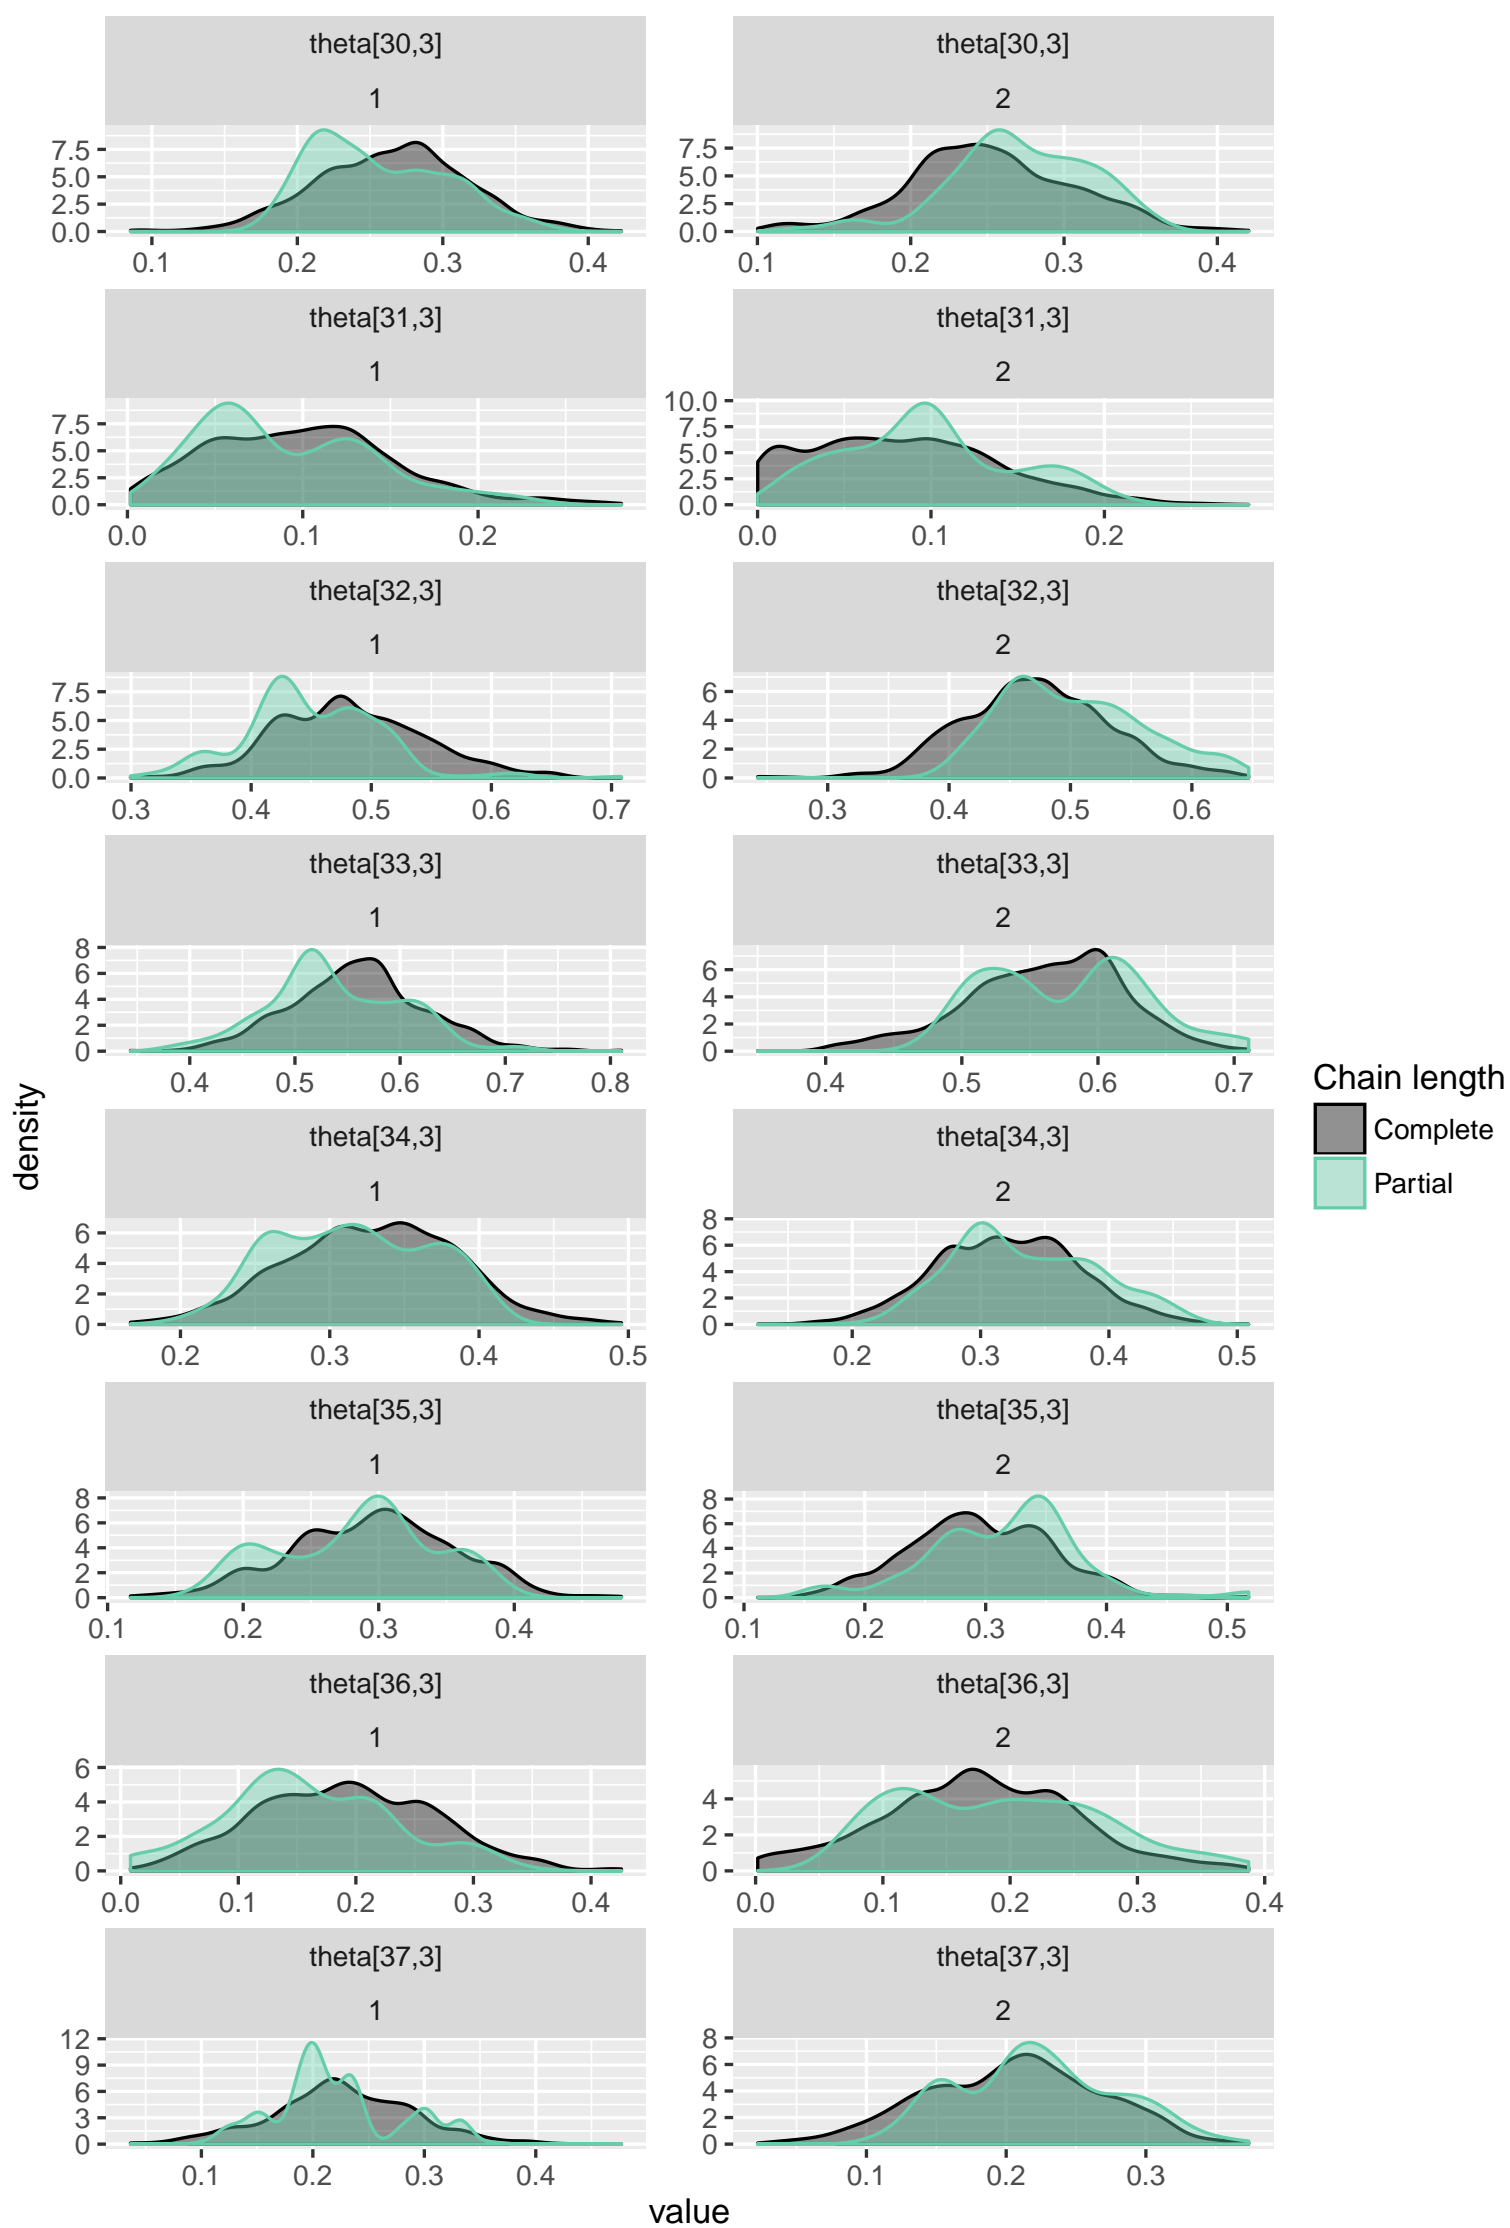 theta[30,3]
1
7.5
5.0
2.5
0.0
0.1 0.2 0.3 0.4
theta[30,3]
2
7.5
5.0
2.5
0.0
0.1 0.2 0.3 0.4
theta[31,3]
1
7.5
5.0
2.5
0.0
0.0 0.1 0.2
theta[31,3]
2
10.0
7.5
5.0
2.5
0.0
0.0 0.1 0.2
theta[32,3]
1
7.5
5.0
2.5
0.0
0.3 0.4 0.5 0.6 0.7
theta[32,3]
2
6
4
2
0
0.3 0.4 0.5 0.6
theta[33,3]
1
8
6
4
2
0
0.4 0.5 0.6 0.7 0.8
theta[33,3]
2
6
4
2
0
0.4 0.5 0.6 0.7
theta[34,3]
1
6
4
2
0
0.2 0.3 0.4 0.5
theta[34,3]
2
8
6
4
2
0
0.2 0.3 0.4 0.5
theta[35,3]
1
8
6
4
2
0
0.1 0.2 0.3 0.4
theta[35,3]
2
8
6
4
2
0
0.1 0.2 0.3 0.4 0.5
theta[36,3]
1
6
4
2
0
0.0 0.1 0.2 0.3 0.4
theta[36,3]
2
4
2
0
0.0 0.1 0.2 0.3 0.4
theta[37,3]
1
12
9
6
3
0
0.1 0.2 0.3 0.4
theta[37,3]
2
8
6
4
2
0
0.1 0.2 0.3
density
value
Chain length
Complete
Partial